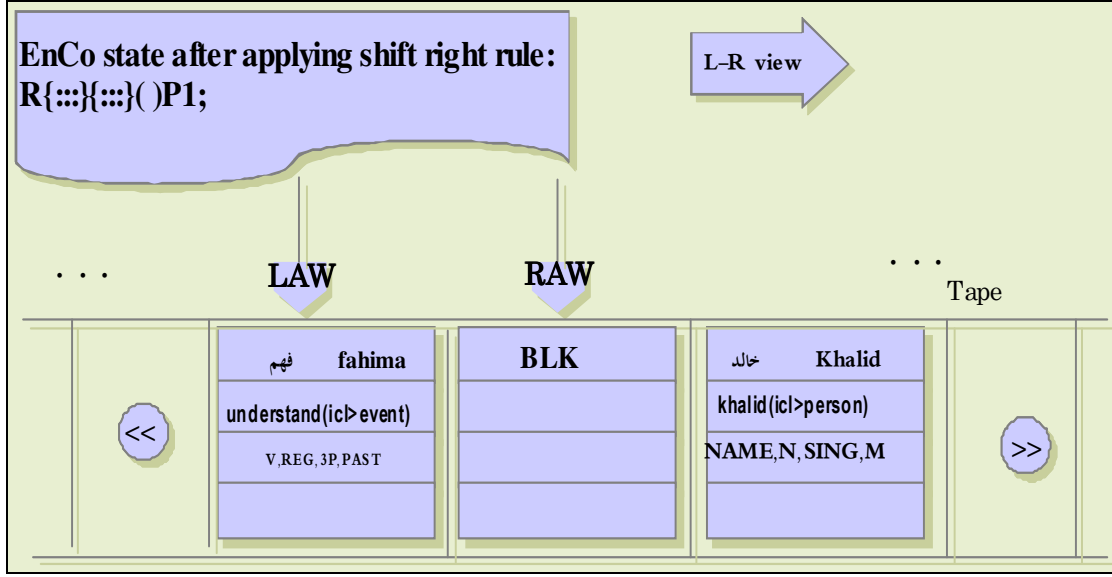 EnCo state after applying shift right rule:
R{:::}{:::}( )P1;
L–R view
. . .
LAW
RAW
. . .
Tape
<<
فهم fahima
understand(icl>event)
V,REG,3P,PAST
BLK
خالد Khalid
khalid(icl>person)
NAME,N,SING,M
>>